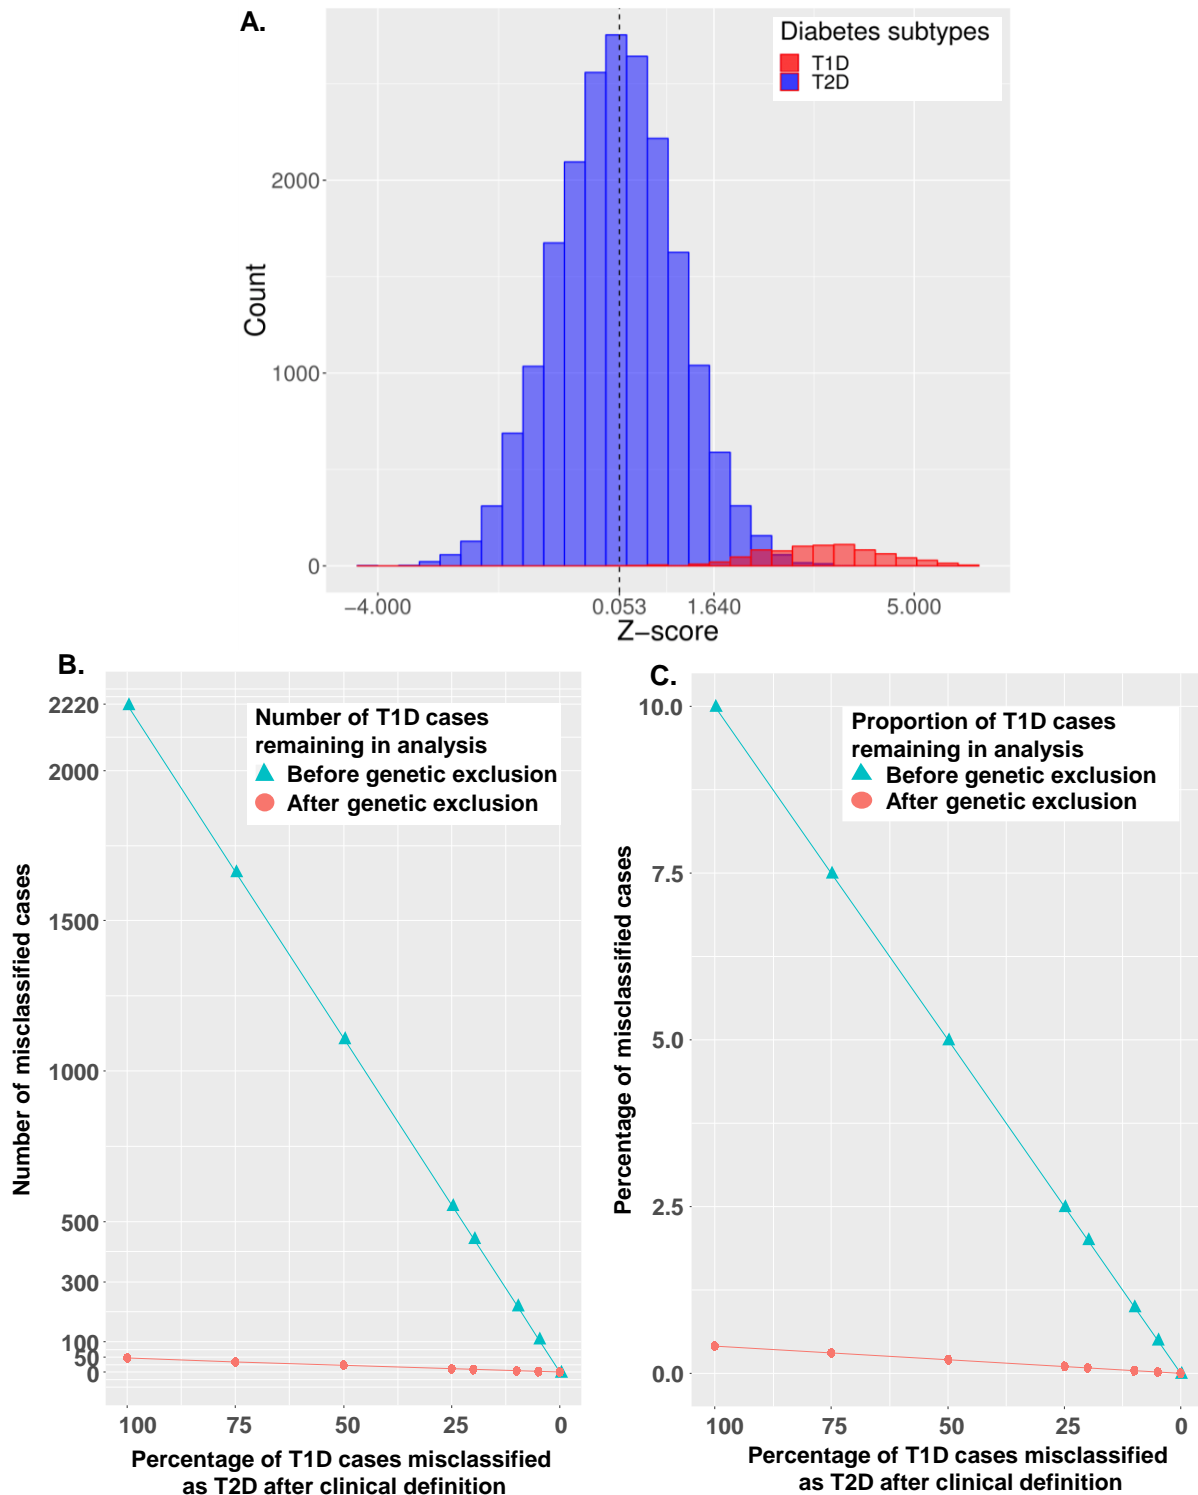 A.
Diabetes subtypes
T1D
T2D
2000
1000
0
Count
−4.000
0.053
1.640
5.000
Z−score
B.
2220
2000
1500
1000
500
300
100
50
0
Number of misclassified cases
Number of T1D cases
remaining in analysis
Before genetic exclusion
After genetic exclusion
100
75
50
25
0
Percentage of T1D cases misclassified
as T2D after clinical definition
C.
10.0
7.5
5.0
2.5
0.0
Percentage of misclassified cases
Proportion of T1D cases
remaining in analysis
Before genetic exclusion
After genetic exclusion
100
75
50
25
0
Percentage of T1D cases misclassified
as T2D after clinical definition